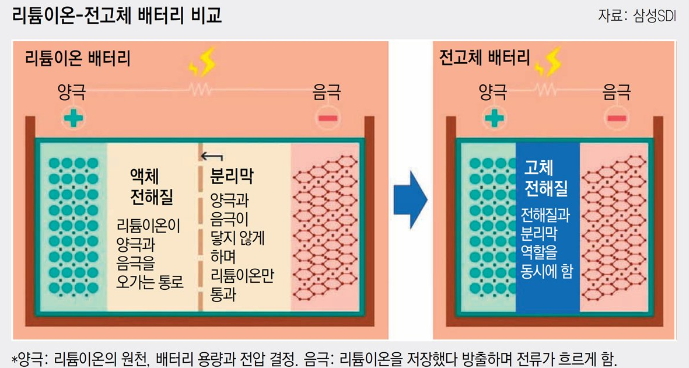 리튬이온-전고체 배터리 비교
자료: 삼성SDI
리튬이온 배터리
양극
음극
+
−
액체
전해질
리튬이온이
양극과
음극을
오가는 통로
분리막
양극과
음극이
닿지 않게
하며
리튬이온만
통과
전고체 배터리
양극
음극
+
−
고체
전해질
전해질과
분리막
역할을
동시에 함
*양극: 리튬이온의 원천, 배터리 용량과 전압 결정. 음극: 리튬이온을 저장했다 방출하며 전류가 흐르게 함.